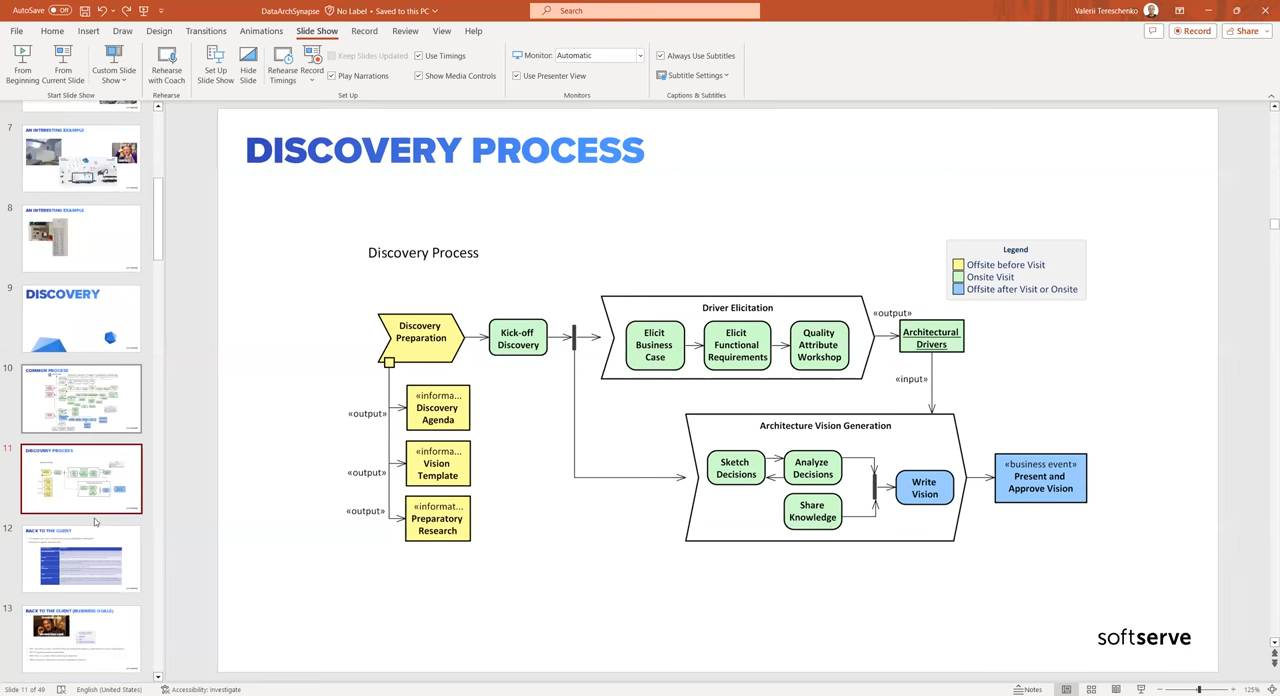 AutoSave Off
DataArchSynapse
No Label • Saved to this PC
Search
Valerii Tereschenko
File Home Insert Draw Design Transitions Animations Slide Show Record Review View Help
Record
Share
From Beginning
From Current Slide
Custom Slide Show
Rehearse with Coach
Set Up Slide Show
Hide Slide
Rehearse Timings
Record
Keep Slides Updated
Play Narrations
Use Timings
Show Media Controls
Monitor: Automatic
Use Presenter View
Always Use Subtitles
Subtitle Settings
Start Slide Show
Rehearse
Set Up
Monitors
Captions & Subtitles
7
AN INTERESTING EXAMPLE
8
AN INTERESTING EXAMPLE
9
DISCOVERY
10
COMMON PROCESS
11
DISCOVERY PROCESS
12
BACK TO THE CLIENT
13
BACK TO THE CLIENT (BUSINESS GOALS)
DISCOVERY PROCESS
Discovery Process
Legend
Offsite before Visit
Onsite Visit
Offsite after Visit or Onsite
Discovery
Preparation
Kick-off
Discovery
Driver Elicitation
Elicit
Business
Case
Elicit
Functional
Requirements
Quality
Attribute
Workshop
«output»
Architectural
Drivers
«input»
«output»
«informa...
Discovery
Agenda
«output»
«informa...
Vision
Template
«output»
«informat...
Preparatory
Research
Architecture Vision Generation
Sketch
Decisions
Analyze
Decisions
Share
Knowledge
Write
Vision
«business event»
Present and
Approve Vision
softserve
Slide 11 of 49
English (United States)
Accessibility: Investigate
Notes
125%